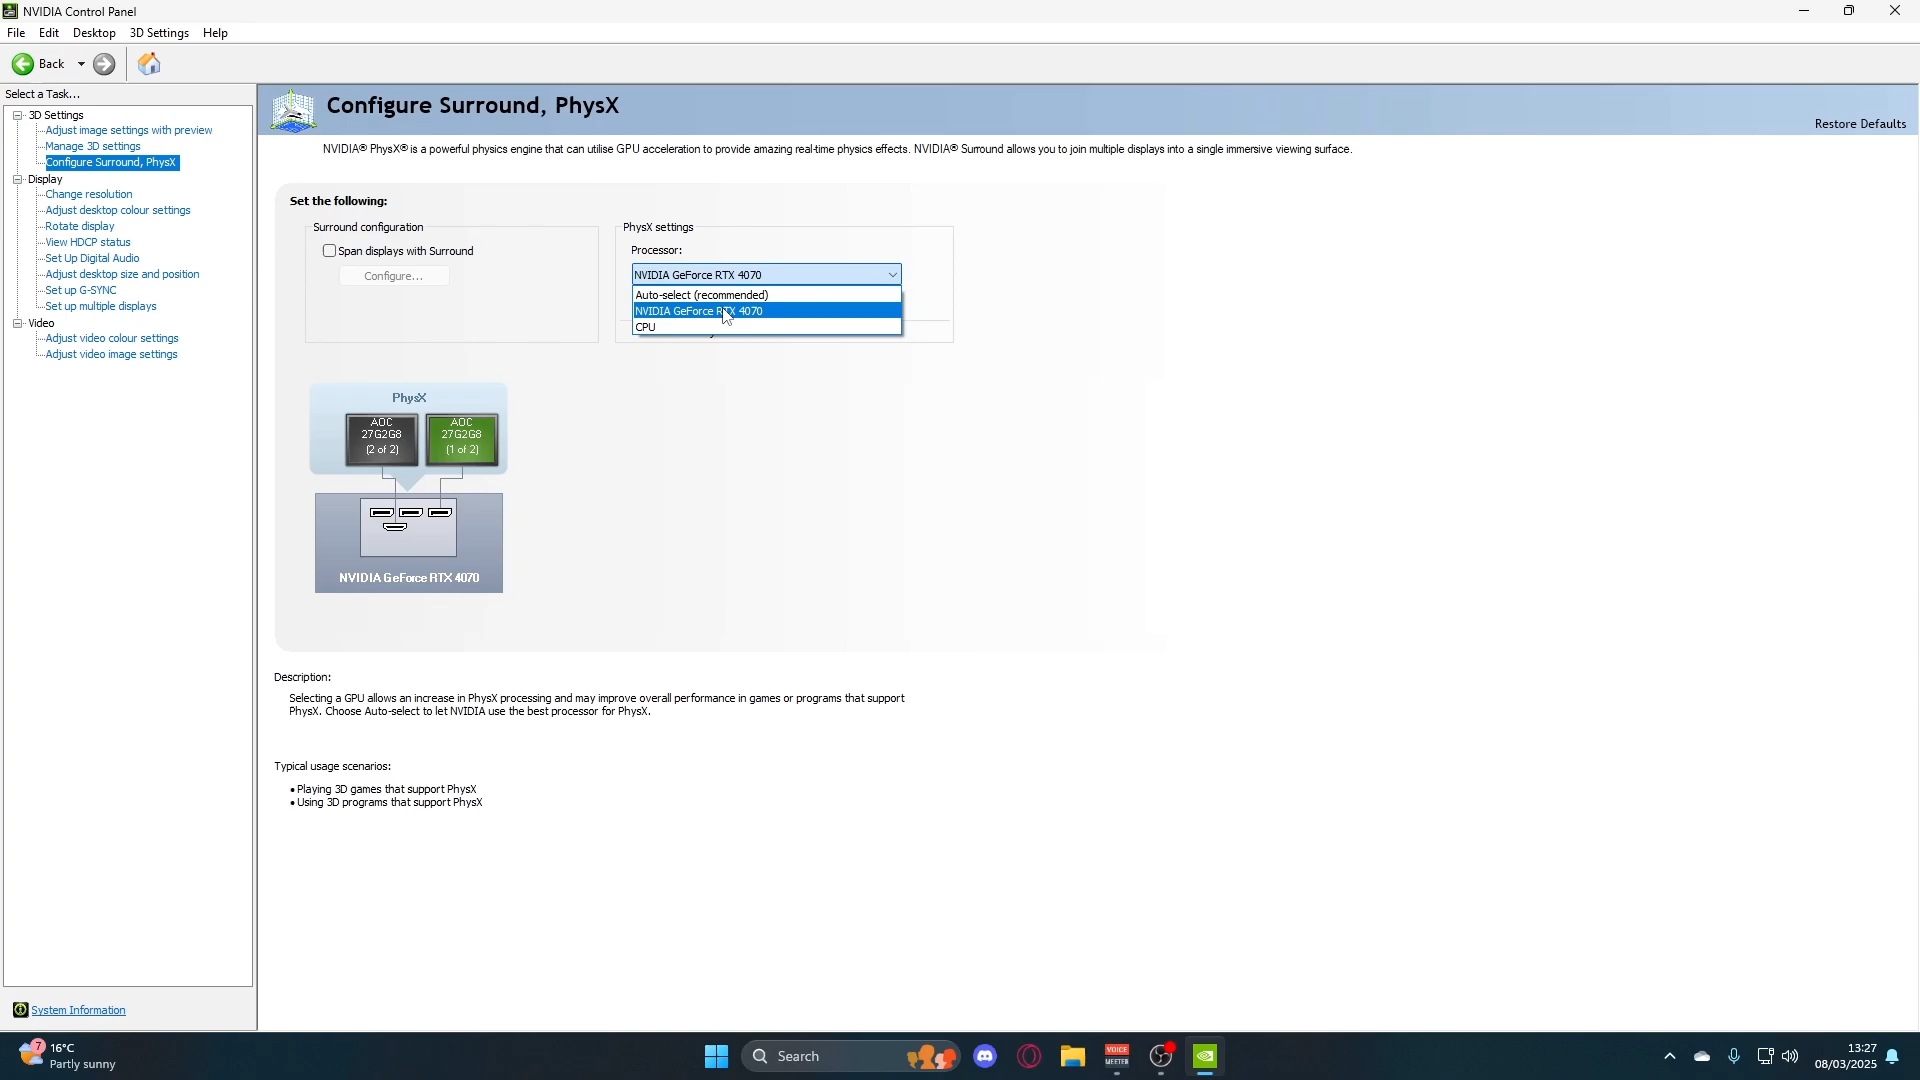 NVIDIA Control Panel
File Edit Desktop 3D Settings Help
Back
Select a Task...
3D Settings
Adjust image settings with preview
Manage 3D settings
Configure Surround, PhysX
Display
Change resolution
Adjust desktop colour settings
Rotate display
View HDCP status
Set Up Digital Audio
Adjust desktop size and position
Set up G-SYNC
Set up multiple displays
Video
Adjust video colour settings
Adjust video image settings
System Information
Configure Surround, PhysX
Restore Defaults
NVIDIA® PhysX® is a powerful physics engine that can utilise GPU acceleration to provide amazing real-time physics effects. NVIDIA® Surround allows you to join multiple displays into a single immersive viewing surface.
Set the following:
Surround configuration
Span displays with Surround
Configure...
PhysX settings
Processor:
NVIDIA GeForce RTX 4070
Auto-select (recommended)
NVIDIA GeForce RTX 4070
CPU
PhysX
AOC
27G2G8
(2 of 2)
AOC
27G2G8
(1 of 2)
NVIDIA GeForce RTX 4070
Description:
Selecting a GPU allows an increase in PhysX processing and may improve overall performance in games or programs that support
PhysX. Choose Auto-select to let NVIDIA use the best processor for PhysX.
Typical usage scenarios:
• Playing 3D games that support PhysX
• Using 3D programs that support PhysX
7
16°C
Partly sunny
Search
VOICE
MEETER
13:27
08/03/2025